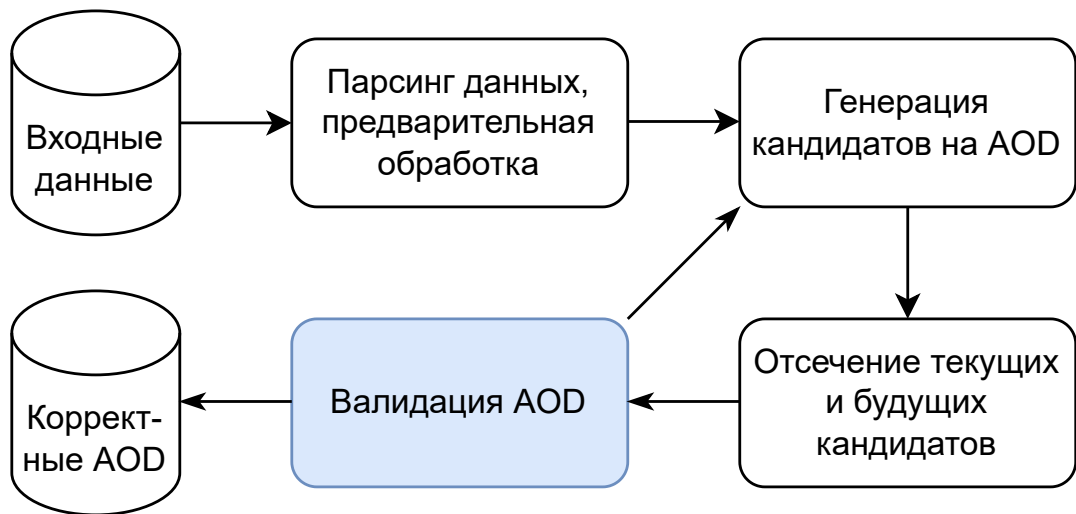 Входные
данные
Парсинг данных,
предварительная
обработка
Генерация
кандидатов на AOD
Коррект-
ные AOD
Валидация AOD
Отсечение текущих
и будущих
кандидатов